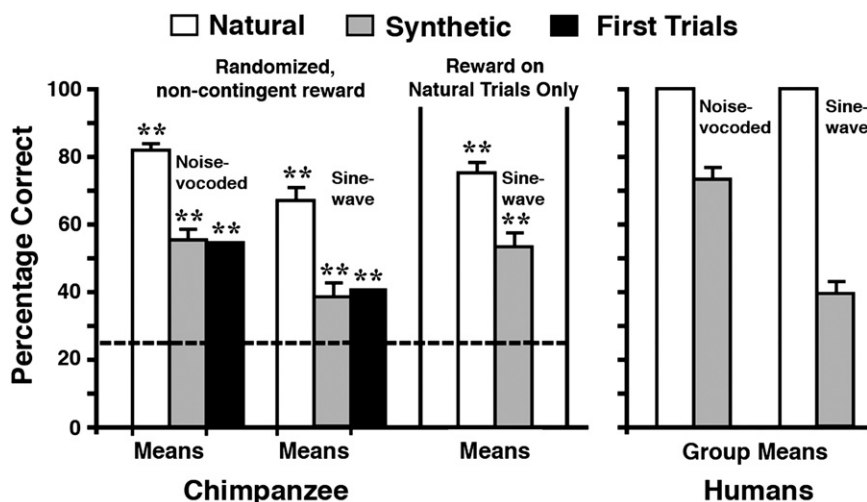 Natural Synthetic First Trials
Randomized,
non-contingent reward
Reward on
Natural Trials Only
Percentage Correct
100
80
60
40
20
0
**
Noise-
vocoded
**
**
**
Sine-
wave
**
**
**
Sine-
wave
**
Noise-
vocoded
Sine-
wave
Means Means Means Group Means
Chimpanzee Humans